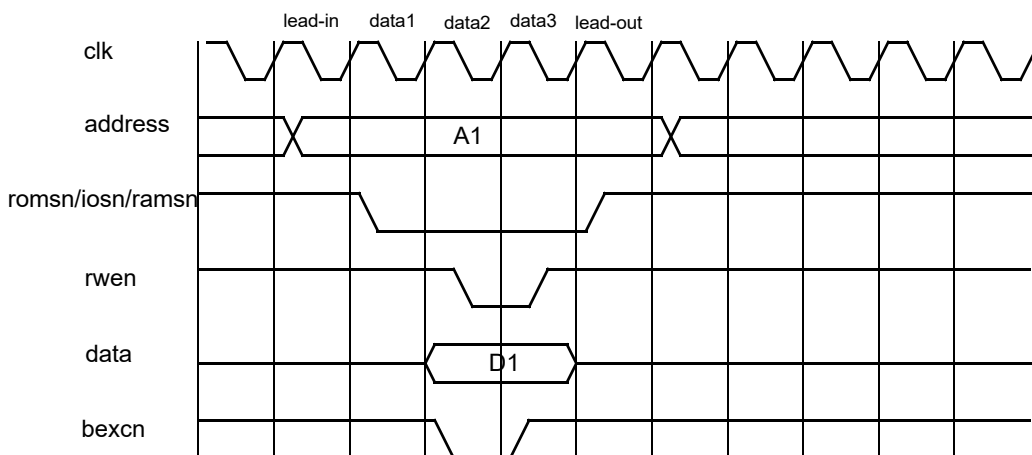 lead-in data1 data2 data3 lead-out
clk
address
A1
romsn/iosn/ramsn
rwen
data
D1
bexcn